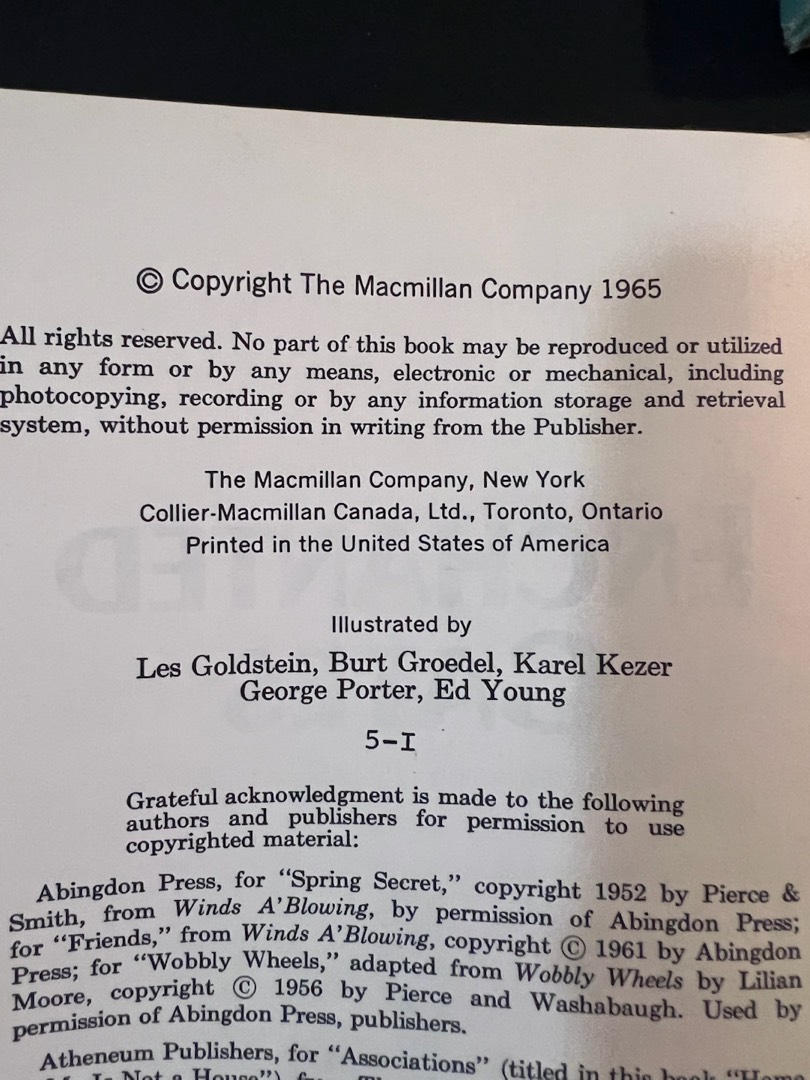 © Copyright The Macmillan Company 1965
All rights reserved. No part of this book may be reproduced or utilized
in any form or by any means, electronic or mechanical, including
photocopying, recording or by any information storage and retrieval
system, without permission in writing from the Publisher.
The Macmillan Company, New York
Collier-Macmillan Canada, Ltd., Toronto, Ontario
Printed in the United States of America
Illustrated by
Les Goldstein, Burt Groedel, Karel Kezer
George Porter, Ed Young
5-I
Grateful acknowledgment is made to the following
authors and publishers for permission to use
copyrighted material:
Abingdon Press, for “Spring Secret,” copyright 1952 by Pierce &
Smith, from Winds A’Blowing, by permission of Abingdon Press;
for “Friends,” from Winds A’Blowing, copyright © 1961 by Abingdon
Press; for “Wobbly Wheels,” adapted from Wobbly Wheels by Lilian
Moore, copyright © 1956 by Pierce and Washabaugh. Used by
permission of Abingdon Press, publishers.
Atheneum Publishers, for “Associations” (titled in this book “Home
Is Not a House”)